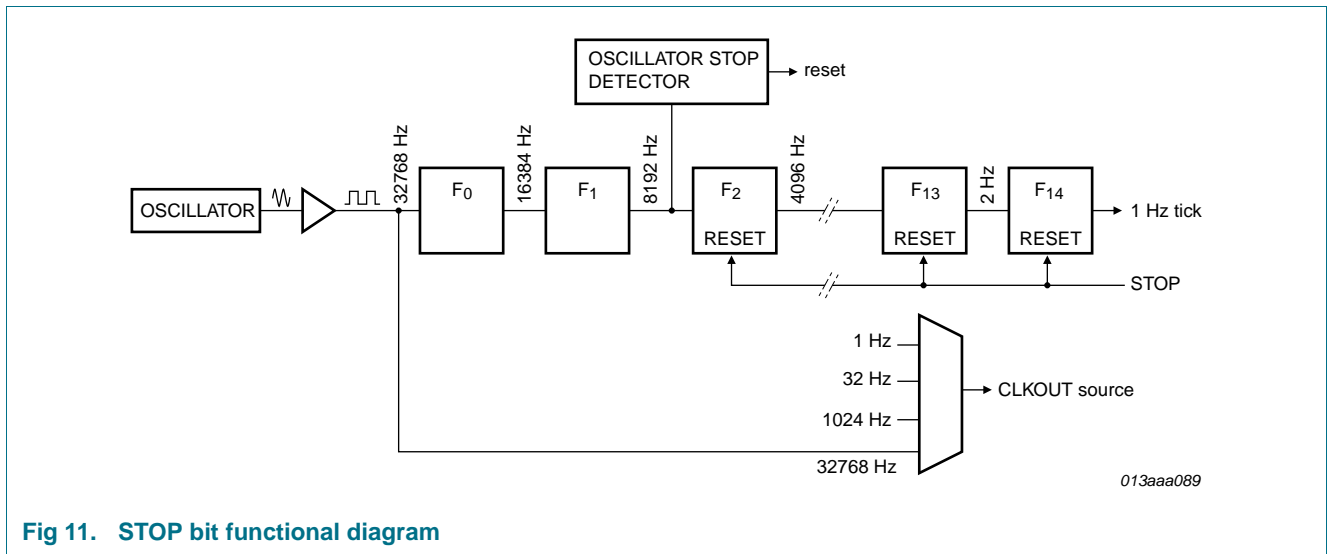 OSCILLATOR STOP
DETECTOR
reset
32768 Hz
16384 Hz
8192 Hz
4096 Hz
2 Hz
OSCILLATOR
F0
F1
F2
RESET
F13
RESET
F14
RESET
1 Hz tick
STOP
1 Hz
32 Hz
1024 Hz
32768 Hz
CLKOUT source
013aaa089
Fig 11. STOP bit functional diagram